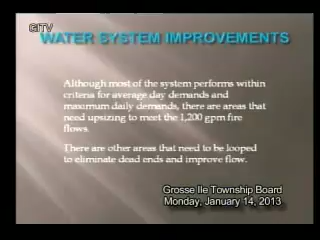 GITV
WATER SYSTEM IMPROVEMENTS
Although most of the system performs within
criteria for average day demands and
maximum daily demands, there are areas that
need upsizing to meet the 1,200 gpm fire
flows.
There are other areas that need to be looped
to eliminate dead ends and improve flow.
Grosse Ile Township Board
Monday, January 14, 2013